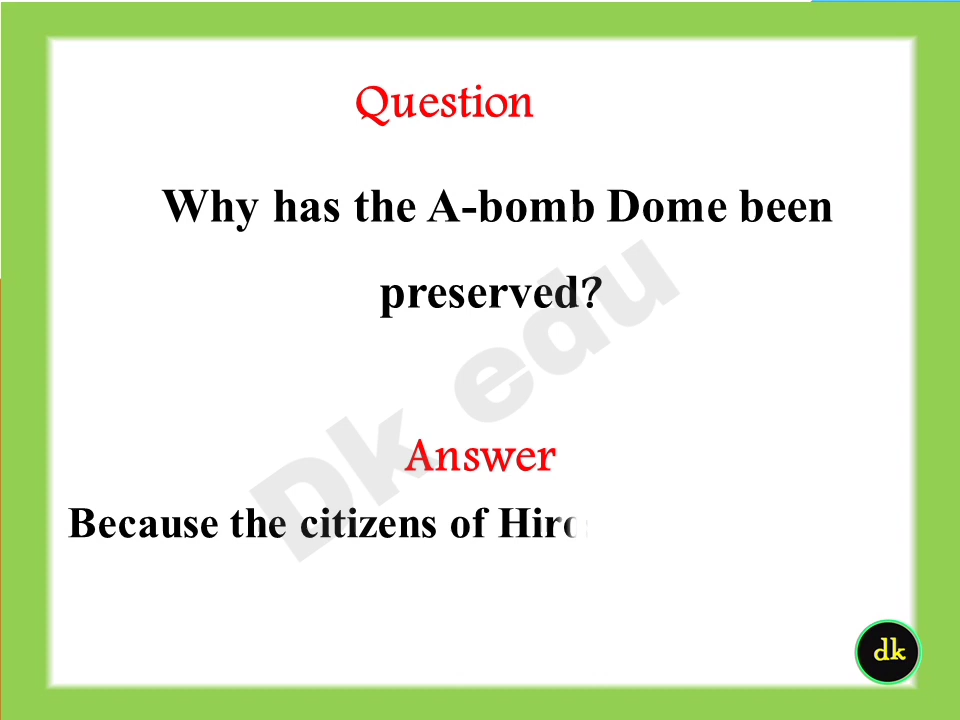 Question
Why has the A-bomb Dome been
preserved?
Dk edu
Answer
Because the citizens of
dk